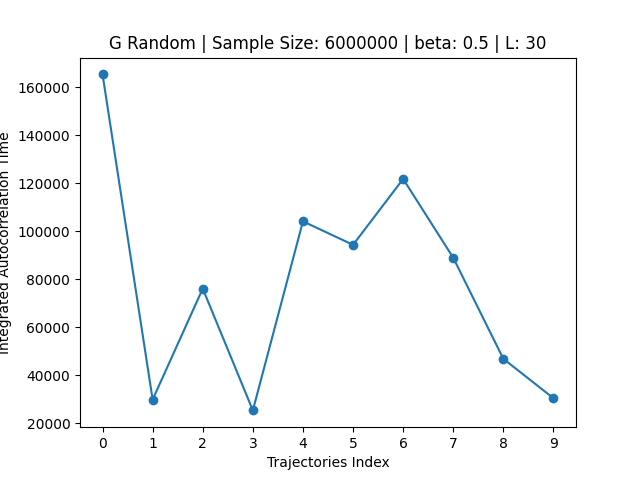 G Random | Sample Size: 6000000 | beta: 0.5 | L: 30
Integrated Autocorrelation Time
160000
140000
120000
100000
80000
60000
40000
20000
0 1 2 3 4 5 6 7 8 9
Trajectories Index